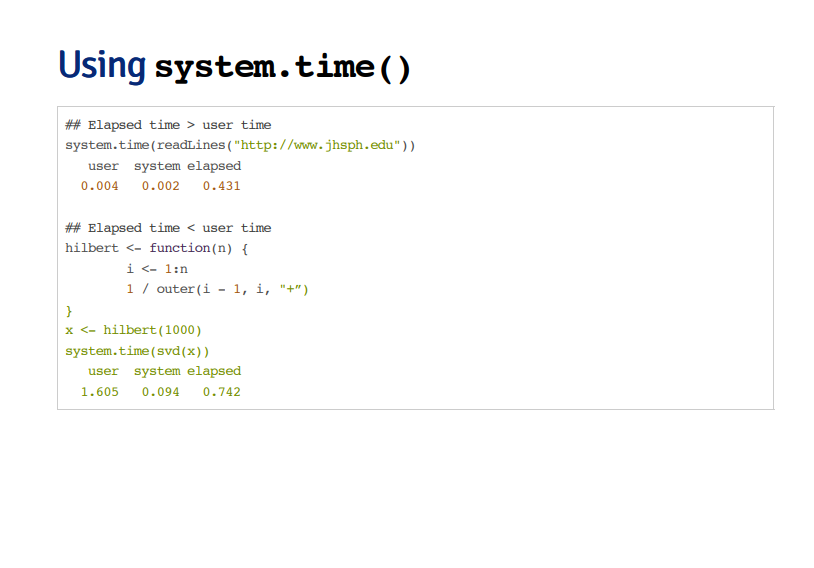 Using system.time()
## Elapsed time > user time
system.time(readLines("http://www.jhsph.edu"))
   user  system elapsed
  0.004   0.002   0.431
## Elapsed time < user time
hilbert <- function(n) {
        i <- 1:n
        1 / outer(i - 1, i, "+”)
}
x <- hilbert(1000)
system.time(svd(x))
   user  system elapsed
  1.605   0.094   0.742